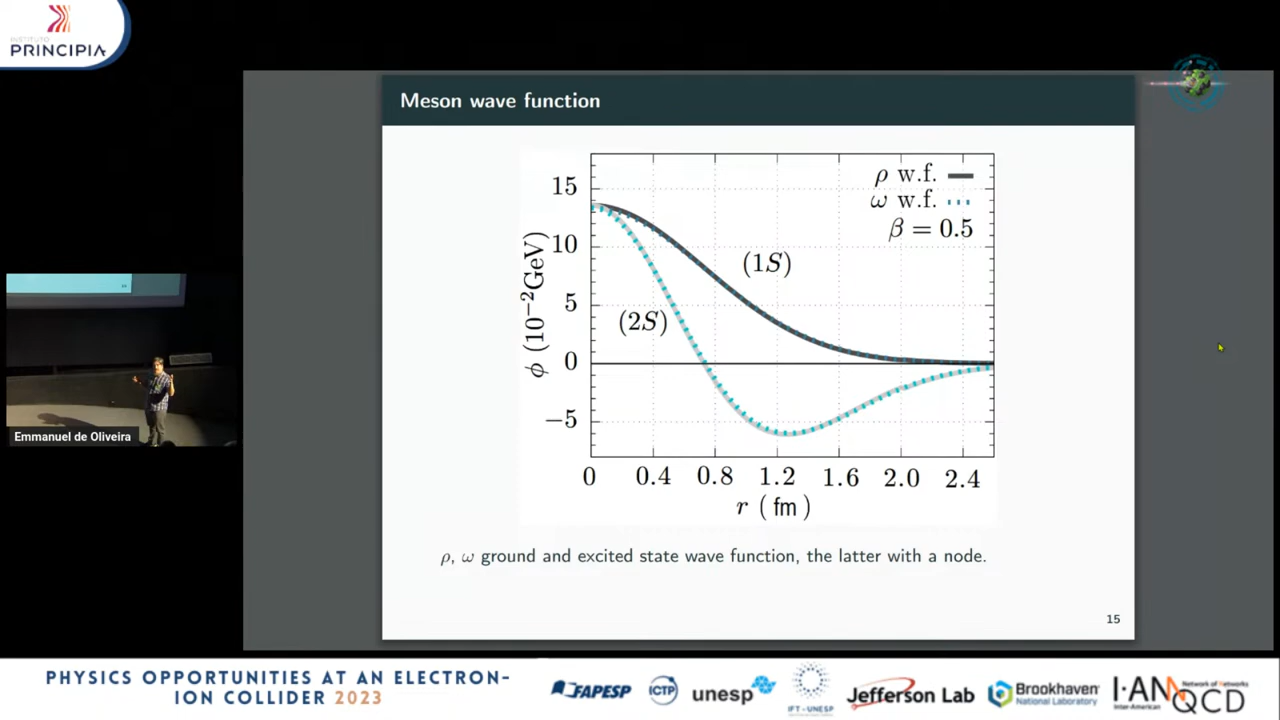 INSTITUTO
PRINCIPIA
Meson wave function
ρ w.f.
ω w.f.
β = 0.5
15
10
5
0
−5
ϕ (10⁻²GeV)
(1S)
(2S)
0 0.4 0.8 1.2 1.6 2.0 2.4
r ( fm )
ρ, ω ground and excited state wave function, the latter with a node.
15
Emmanuel de Oliveira
PHYSICS OPPORTUNITIES AT AN ELECTRON-
ION COLLIDER 2023
FAPESP
ICTP
unesp
IFT - UNESP
Jefferson Lab
Brookhaven
National Laboratory
I-ANQCD
Inter-American
Network of Networks